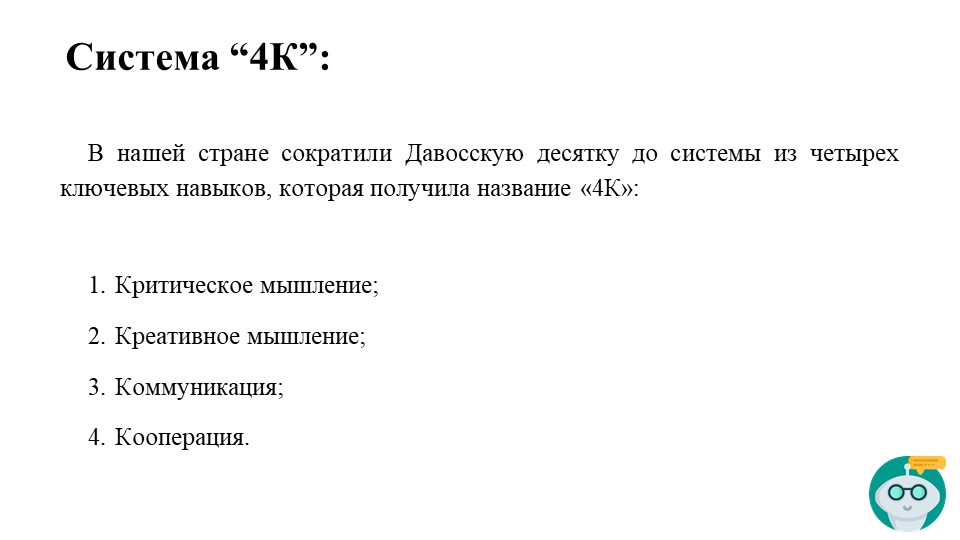 Система “4К”:
В нашей стране сократили Давосскую десятку до системы из четырех
ключевых навыков, которая получила название «4К»:
1. Критическое мышление;
2. Креативное мышление;
3. Коммуникация;
4. Кооперация.